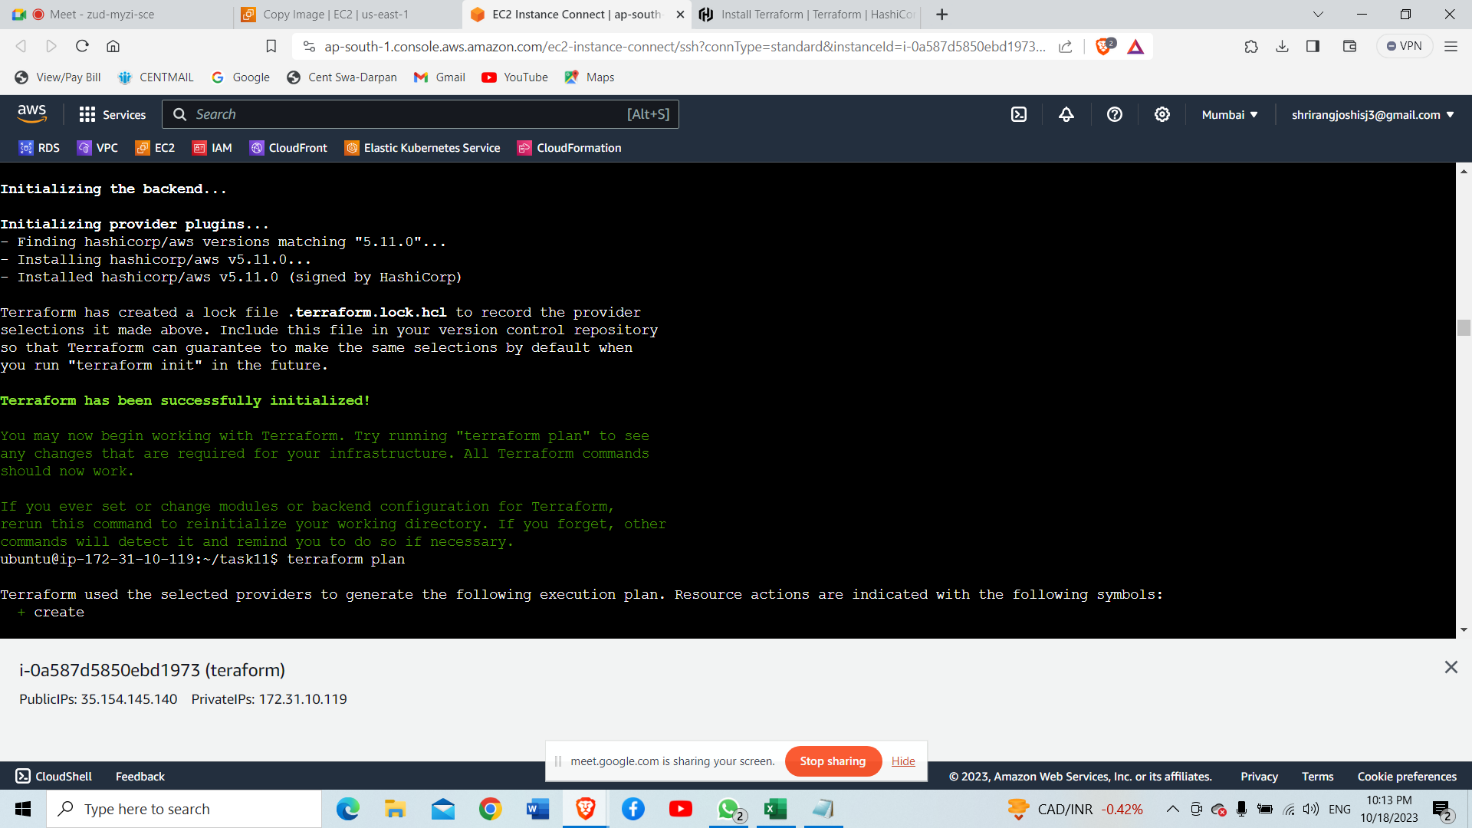 Meet - zud-myzi-sce
Copy Image | EC2 | us-east-1
EC2 Instance Connect | ap-south-
Install Terraform | Terraform | HashiCo
ap-south-1.console.aws.amazon.com/ec2-instance-connect/ssh?connType=standard&instanceId=i-0a587d5850ebd1973...
2
VPN
View/Pay Bill
CENTMAIL
Google
Cent Swa-Darpan
Gmail
YouTube
Maps
aws
Services
Search
[Alt+S]
Mumbai
shrirangjoshisj3@gmail.com
RDS
VPC
EC2
IAM
CloudFront
Elastic Kubernetes Service
CloudFormation
Initializing the backend...
Initializing provider plugins...
- Finding hashicorp/aws versions matching "5.11.0"...
- Installing hashicorp/aws v5.11.0...
- Installed hashicorp/aws v5.11.0 (signed by HashiCorp)
Terraform has created a lock file .terraform.lock.hcl to record the provider
selections it made above. Include this file in your version control repository
so that Terraform can guarantee to make the same selections by default when
you run "terraform init" in the future.
Terraform has been successfully initialized!
You may now begin working with Terraform. Try running "terraform plan" to see
any changes that are required for your infrastructure. All Terraform commands
should now work.
If you ever set or change modules or backend configuration for Terraform,
rerun this command to reinitialize your working directory. If you forget, other
commands will detect it and remind you to do so if necessary.
ubuntu@ip-172-31-10-119:~/task11$ terraform plan
Terraform used the selected providers to generate the following execution plan. Resource actions are indicated with the following symbols:
+ create
i-0a587d5850ebd1973 (teraform)
PublicIPs: 35.154.145.140 PrivateIPs: 172.31.10.119
meet.google.com is sharing your screen.
Stop sharing
Hide
CloudShell
Feedback
© 2023, Amazon Web Services, Inc. or its affiliates.
Privacy
Terms
Cookie preferences
Type here to search
2
CAD/INR -0.42%
ENG
10:13 PM
10/18/2023
2